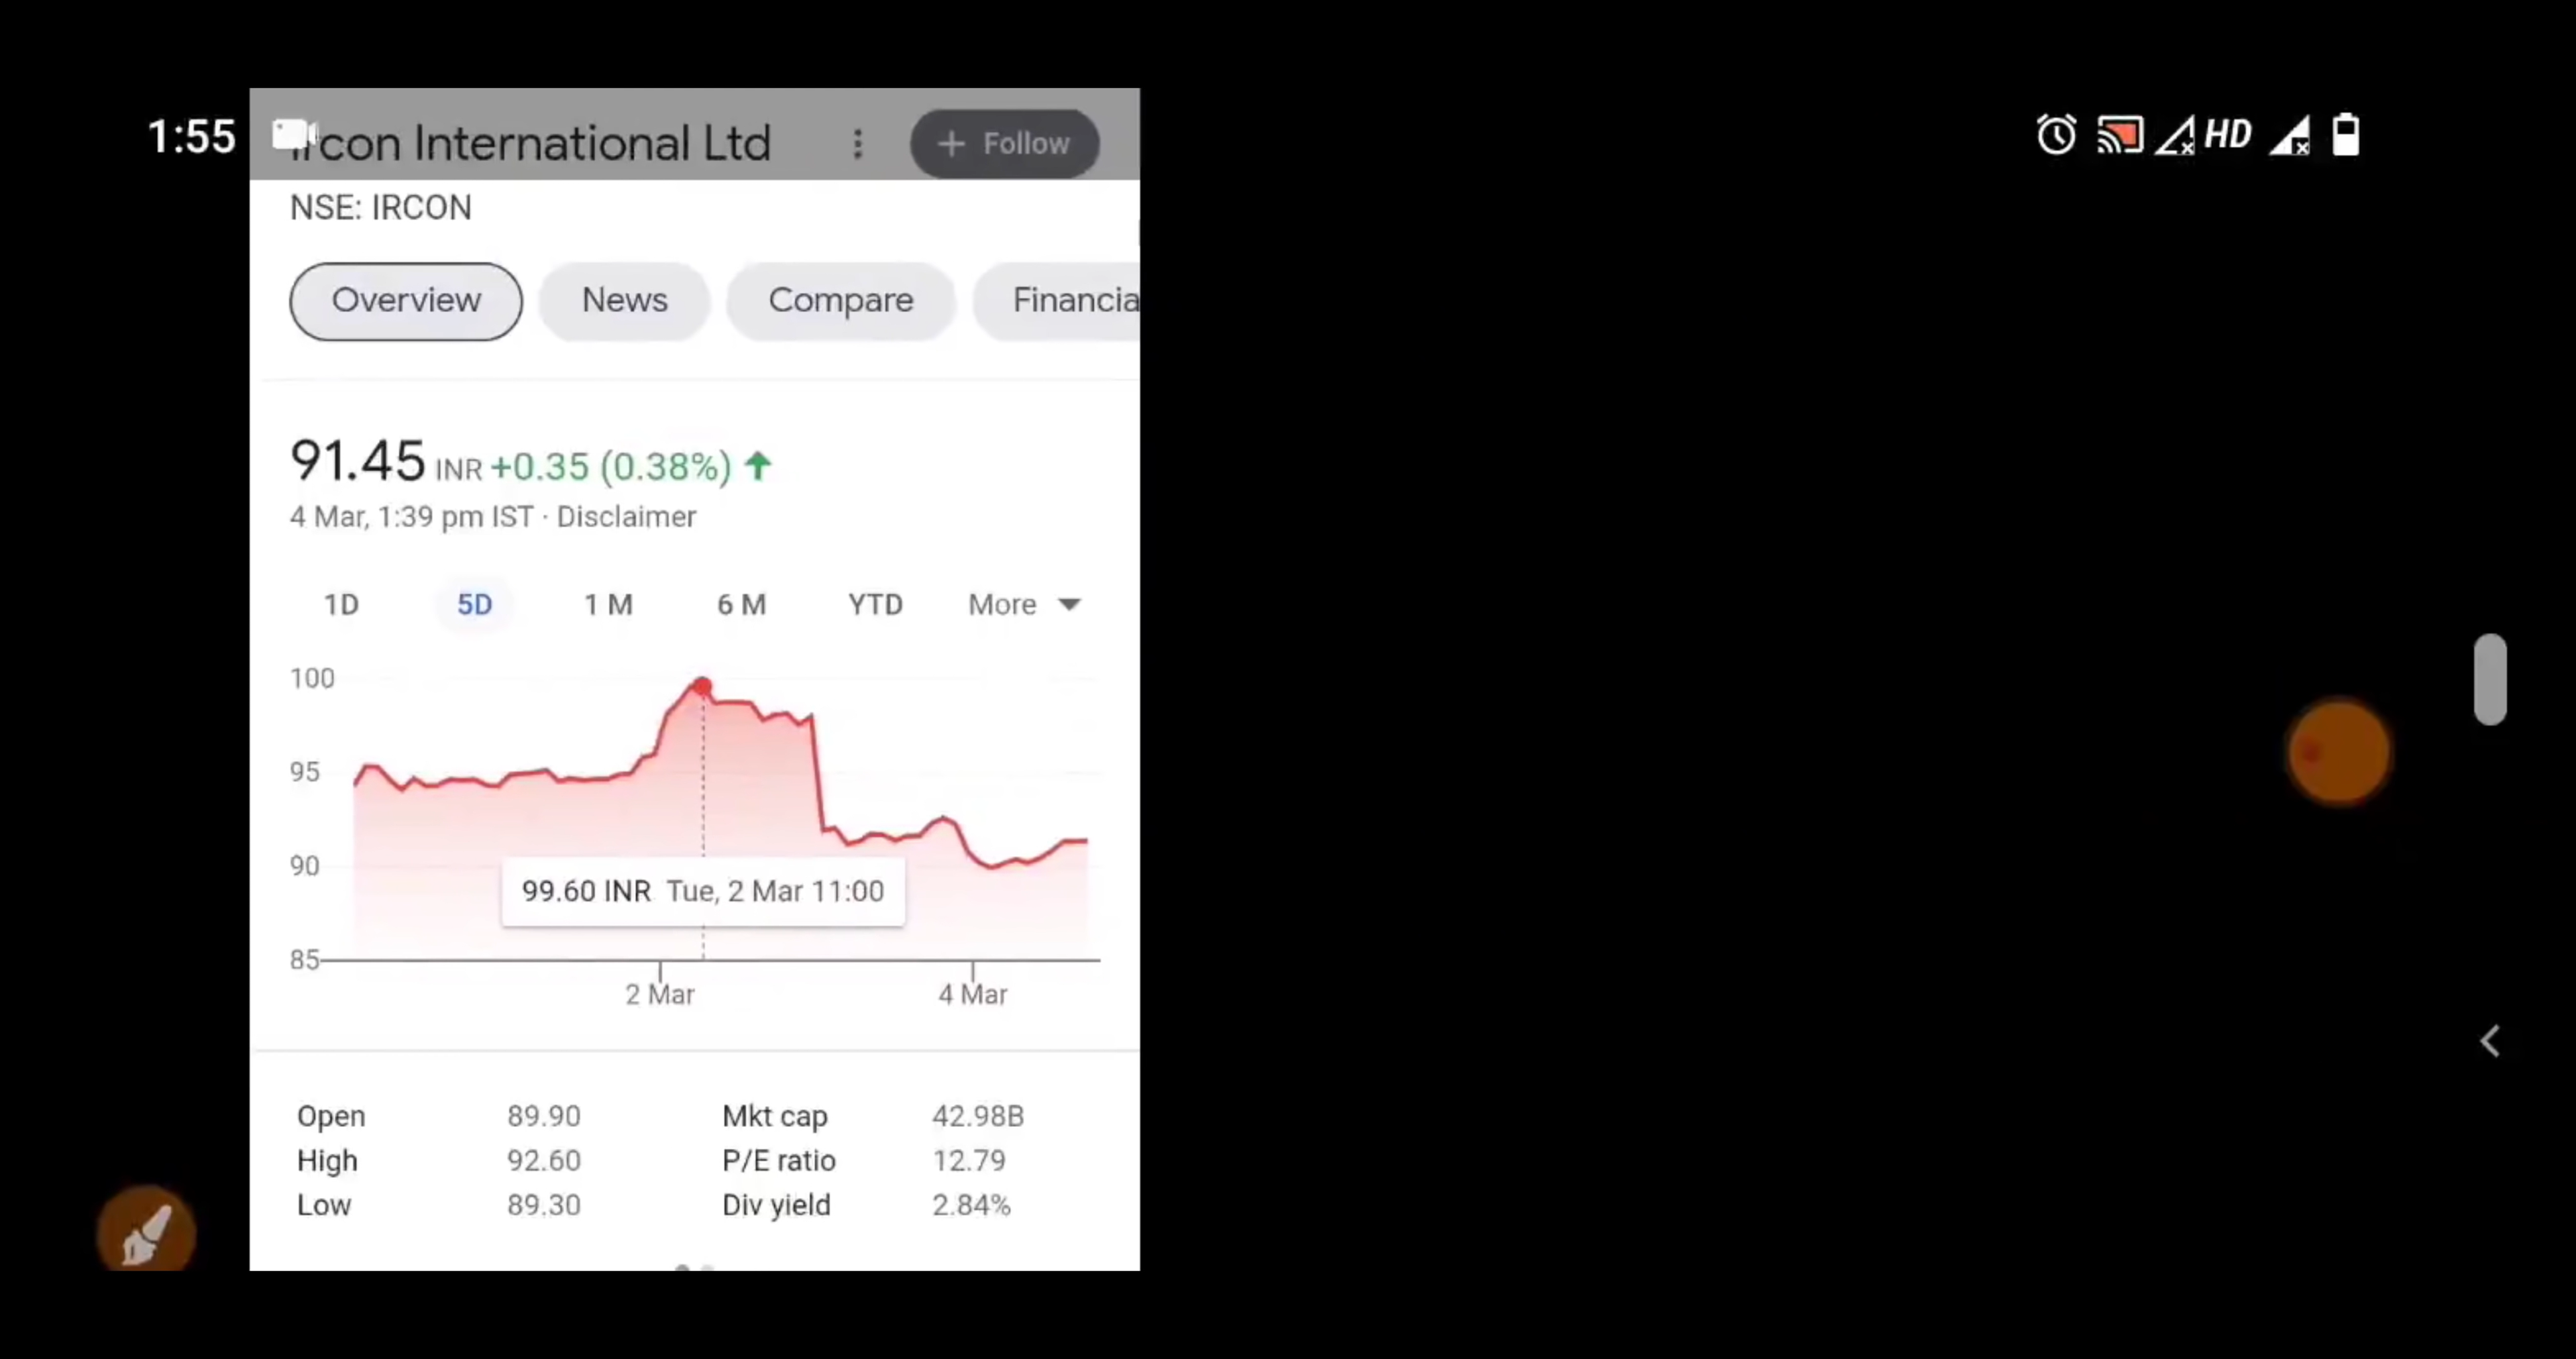 1:55
Ircon International Ltd
+ Follow
HD
NSE: IRCON
Overview News Compare Financia
91.45 INR +0.35 (0.38%) ↑
4 Mar, 1:39 pm IST · Disclaimer
1D 5D 1 M 6 M YTD More
100
95
90
99.60 INR Tue, 2 Mar 11:00
85
2 Mar 4 Mar
Open 89.90 Mkt cap 42.98B
High 92.60 P/E ratio 12.79
Low 89.30 Div yield 2.84%